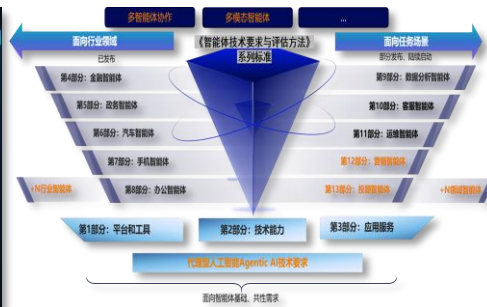 多智能体协作
多模态智能体
...
面向行业领域
《智能体技术要求与评估方法》
系列标准
面向任务场景
已发布
部分发布、陆续启动
第4部分：金融智能体
第5部分：政务智能体
第6部分：汽车智能体
第7部分：手机智能体
第8部分：办公智能体
+N行业智能体
第9部分：数据分析智能体
第10部分：客服智能体
第11部分：运维智能体
第12部分：营销智能体
第13部分：投顾智能体
+N领域智能体
第1部分：平台和工具
第2部分：技术能力
第3部分：应用服务
代理型人工智能Agentic AI技术要求
面向智能体基础、共性需求